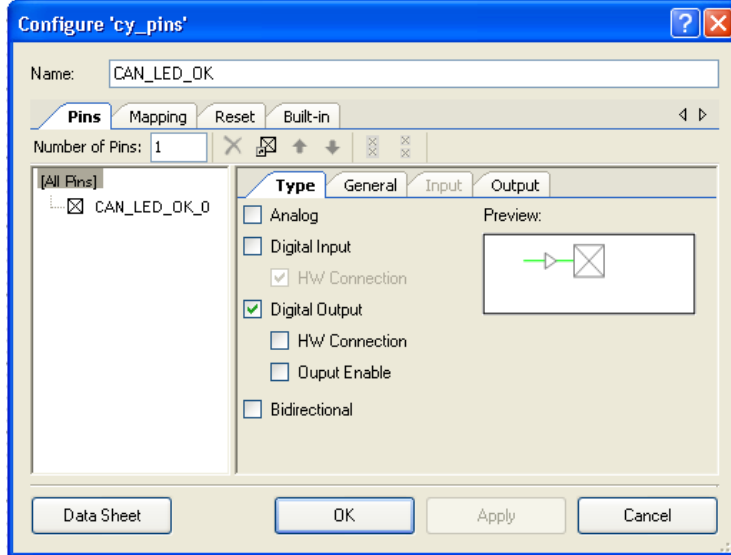 Configure 'cy_pins'
Name: CAN_LED_OK
Pins Mapping Reset Built-in
Number of Pins: 1
[All Pins]
CAN_LED_OK_0
Type General Input Output
Analog
Preview:
Digital Input
HW Connection
Digital Output
HW Connection
Ouput Enable
Bidirectional
Data Sheet OK Apply Cancel